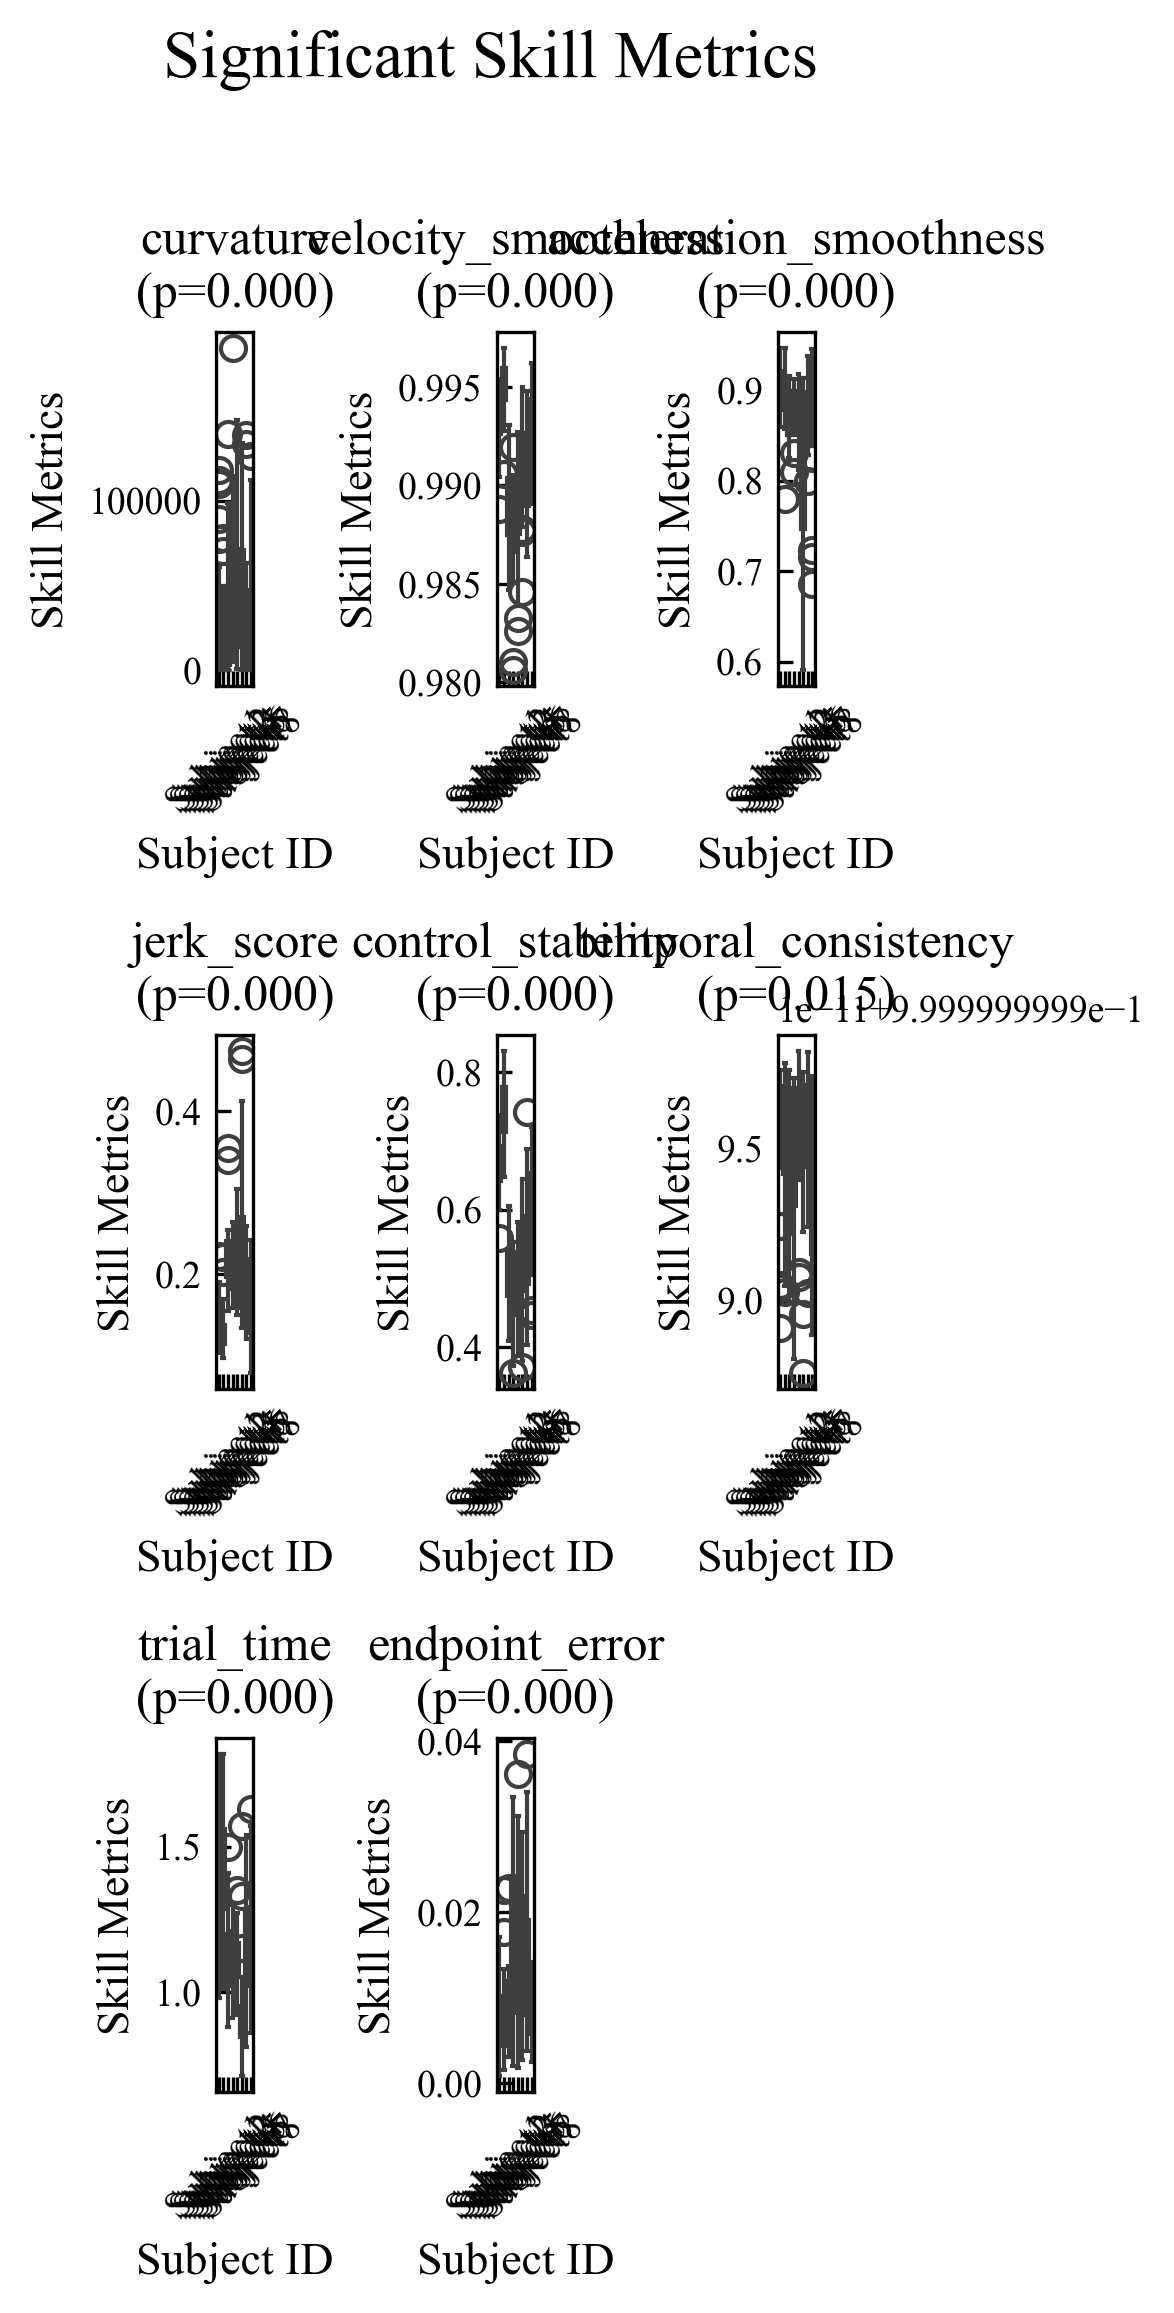 Significant Skill Metrics
curvature
(p=0.000)
velocity_smoothness
(p=0.000)
acceleration_smoothness
(p=0.000)
Skill Metrics
100000
0
Subject ID
Skill Metrics
0.995
0.990
0.985
0.980
Subject ID
Skill Metrics
0.9
0.8
0.7
0.6
Subject ID
jerk_score
(p=0.000)
control_stability
(p=0.000)
temporal_consistency
(p=0.015)
1e−11+9.999999999e−1
Skill Metrics
0.4
0.2
Subject ID
Skill Metrics
0.8
0.6
0.4
Subject ID
Skill Metrics
9.5
9.0
Subject ID
trial_time
(p=0.000)
endpoint_error
(p=0.000)
Skill Metrics
1.5
1.0
Subject ID
Skill Metrics
0.04
0.02
0.00
Subject ID